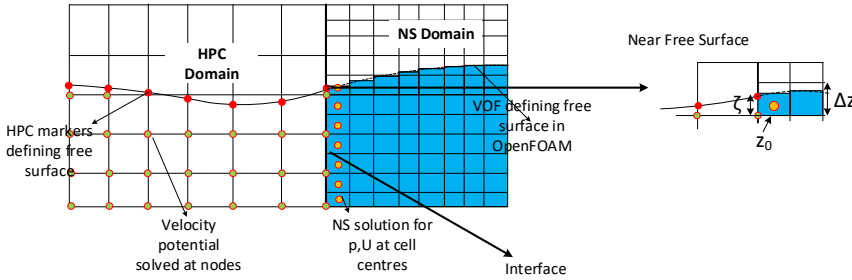 HPC
Domain
NS Domain
Near Free Surface
ζ
Δz
z₀
HPC markers
defining free
surface
VOF defining free
surface in
OpenFOAM
Velocity
potential
solved at nodes
NS solution for
p,U at cell
centres
Interface